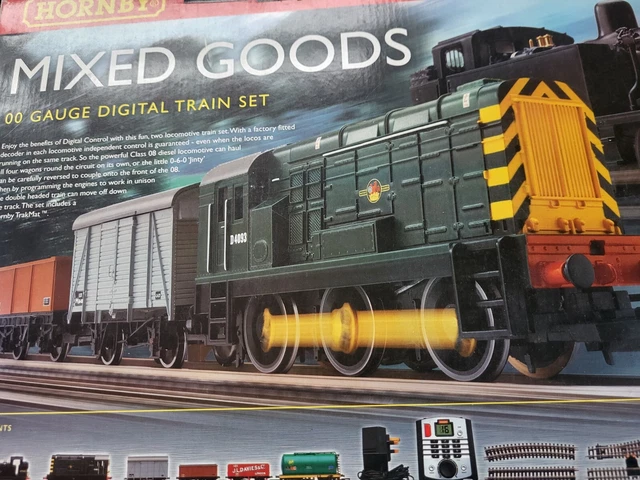 HORNBY
MIXED GOODS
00 GAUGE DIGITAL TRAIN SET
Enjoy the benefits of Digital Control with this fun, two locomotive train set. With a factory fitted
decoder in each locomotive independent control is guaranteed - even when the locos are
running on the same track. So the powerful Class 08 diesel locomotive can haul
all four wagons round the circuit on its own, or the little 0-6-0 'Jinty'
can be carefully reversed to couple onto the front of the 08.
Then by programming the engines to work in unison
double headed train can move off down
track. The set includes a
rnby TrakMat™
D4093
NTS
J.L.DAVIES & Co